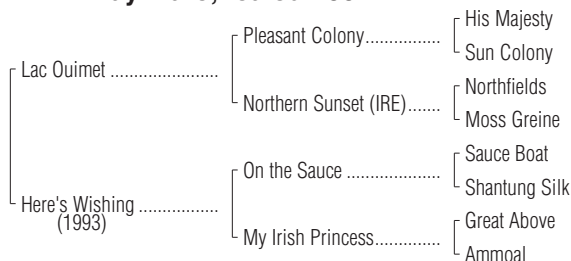 His Majesty
Pleasant Colony................
Sun Colony
Lac Ouimet .......................
Northfields
Northern Sunset (IRE).......
Moss Greine
Sauce Boat
On the Sauce ....................
Shantung Silk
Here's Wishing .................
(1993)
Great Above
My Irish Princess..............
Ammoal